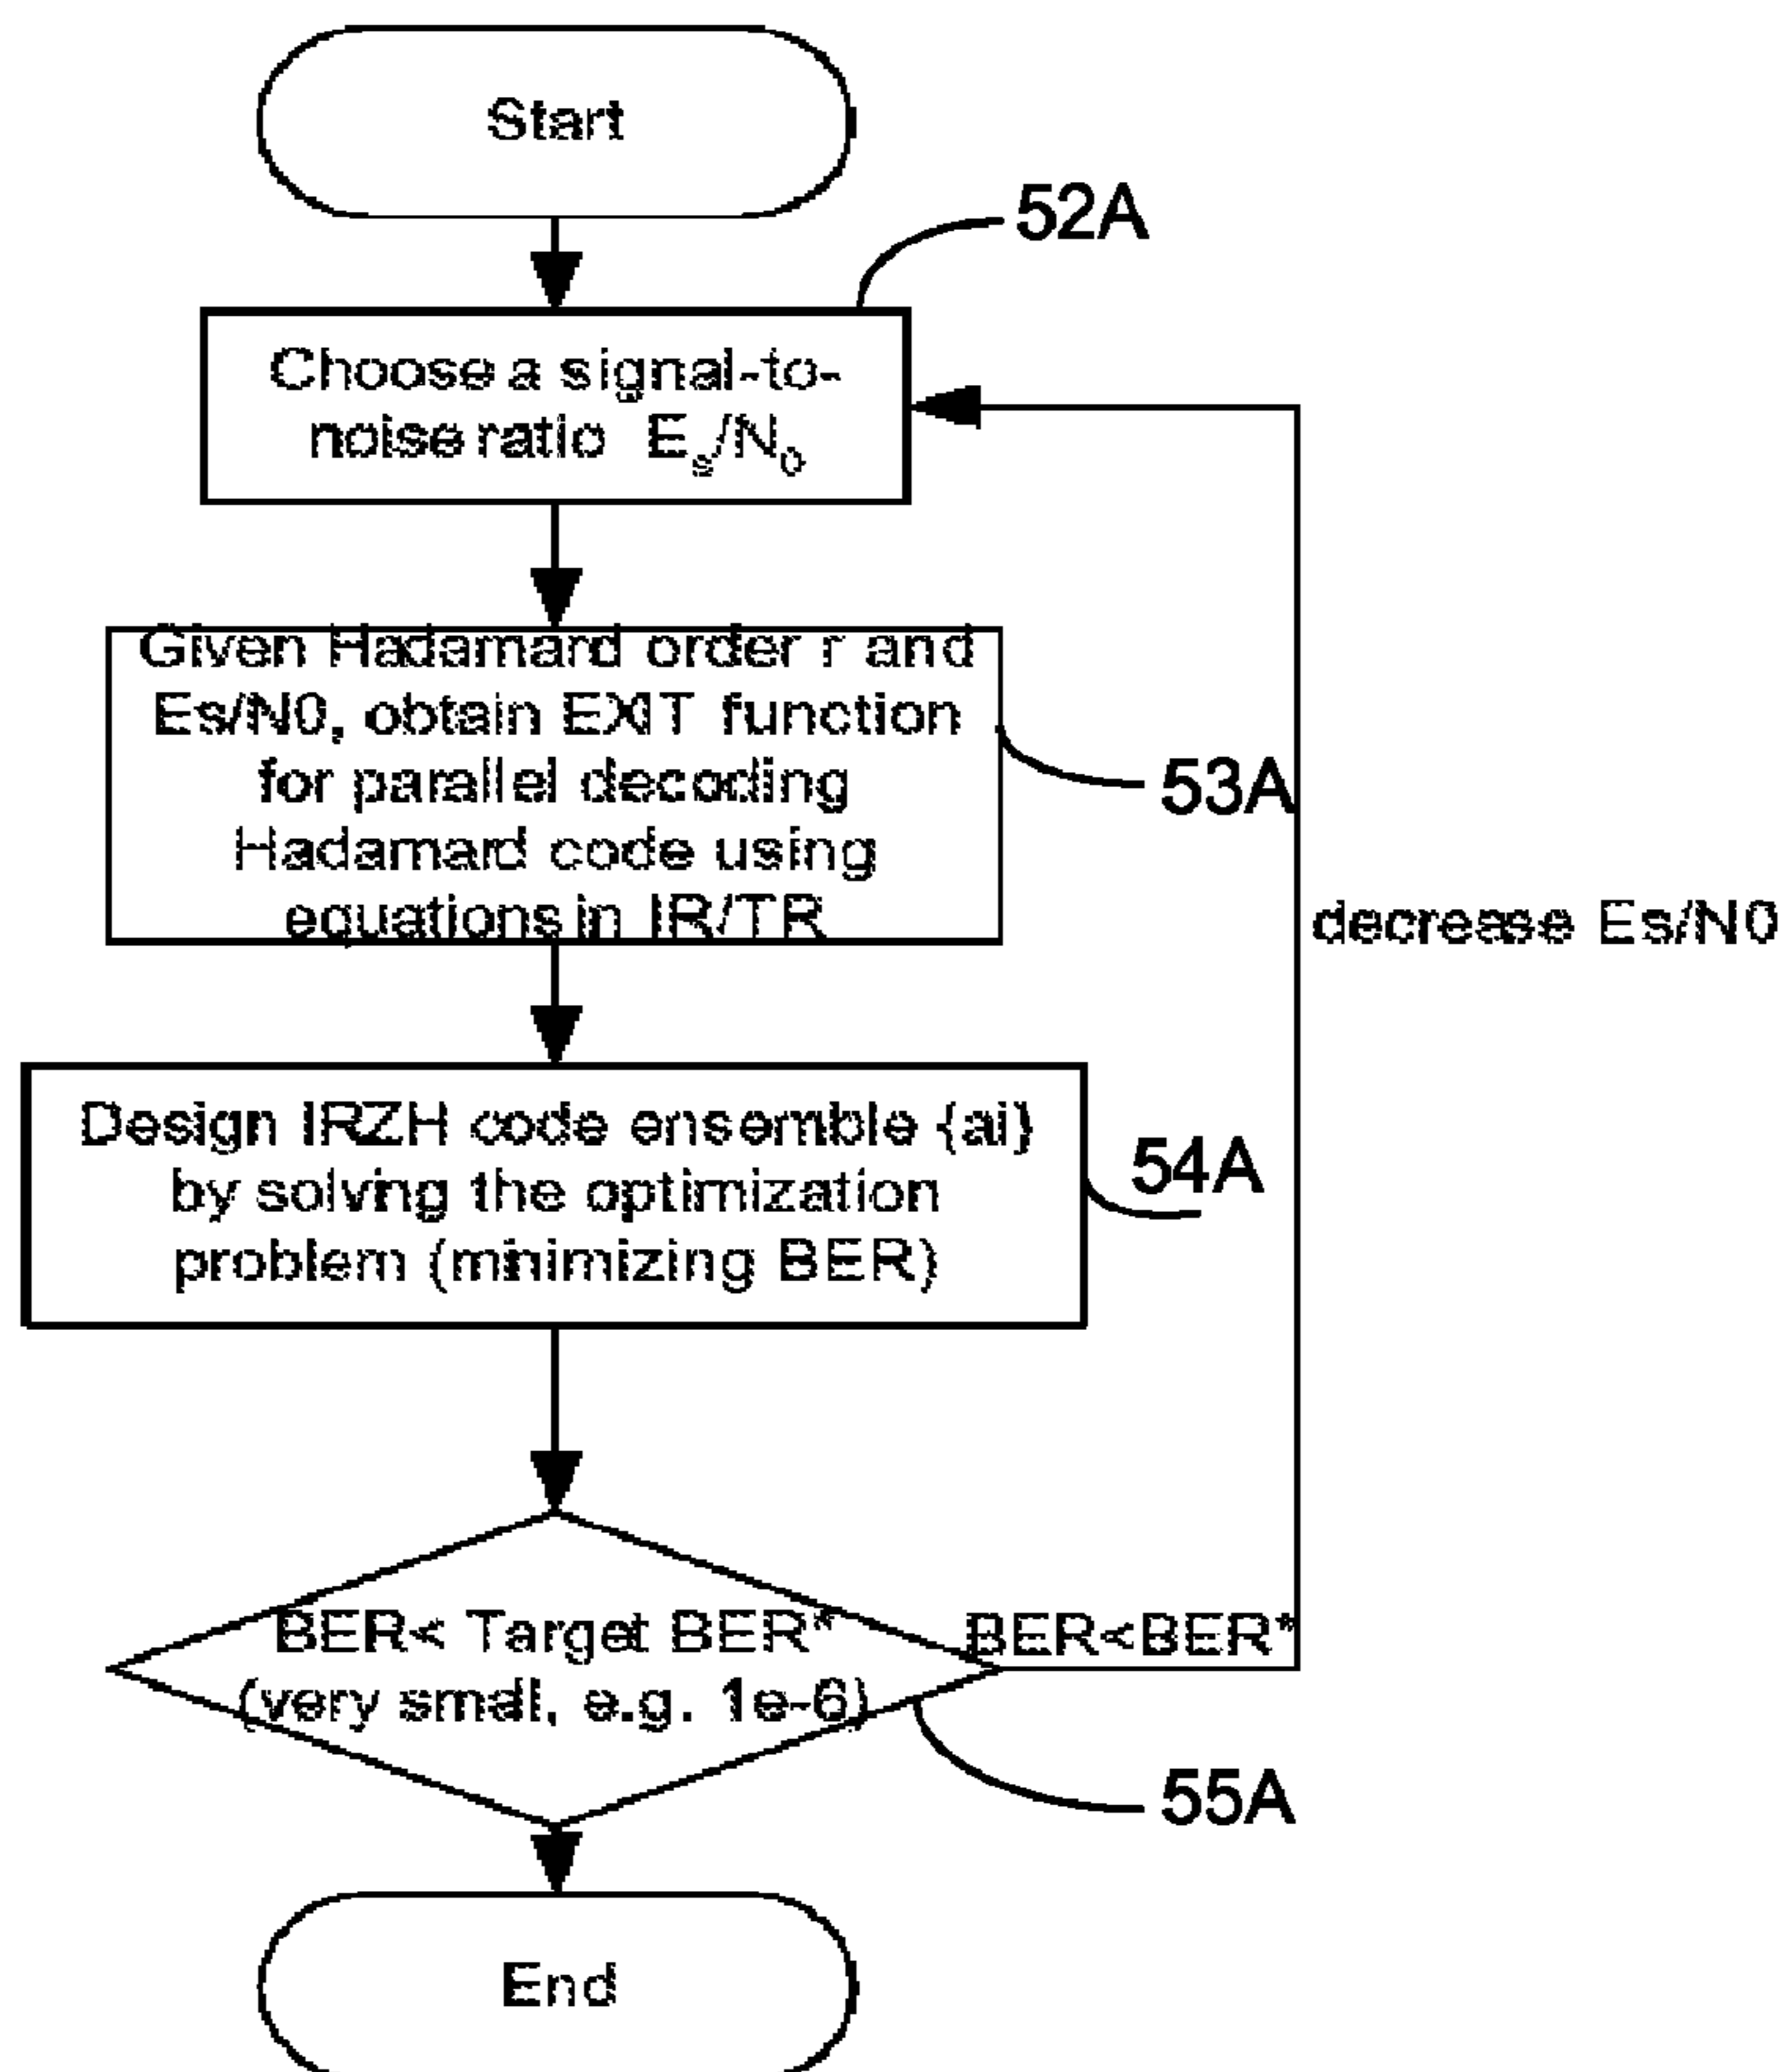 Start
52A
Choose a signal-to-
noise ratio Es/N0
Given Hadamard order r and
Es/N0, obtain EXIT function
for parallel decoding
Hadamard code using
equations in IR/TR
53A
decrease Es/N0
Design IRZH code ensemble {ai}
by solving the optimization
problem (minimizing BER)
54A
BER< Target BER*
(very small, e.g. 1e-6)
BER<BER*
55A
End